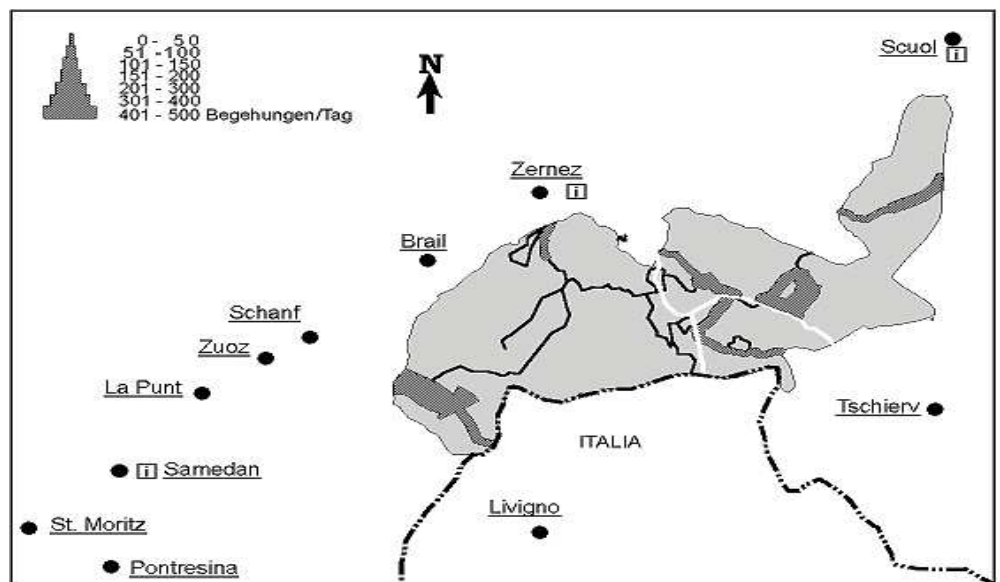 0 - 50
51 -100
101 - 150
151 - 200
201 - 300
301 - 400
401 - 500 Begehungen/Tag
N
Scuol
i
Zernez
i
Brail
Schanf
Zuoz
La Punt
Tschierv
ITALIA
i Samedan
Livigno
St. Moritz
Pontresina